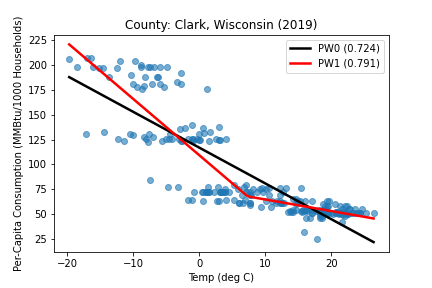 County: Clark, Wisconsin (2019)
Per-Capita Consumption (MMBtu/1000 Households)
225
200
175
150
125
100
75
50
25
PW0 (0.724)
PW1 (0.791)
−20 −10 0 10 20
Temp (deg C)